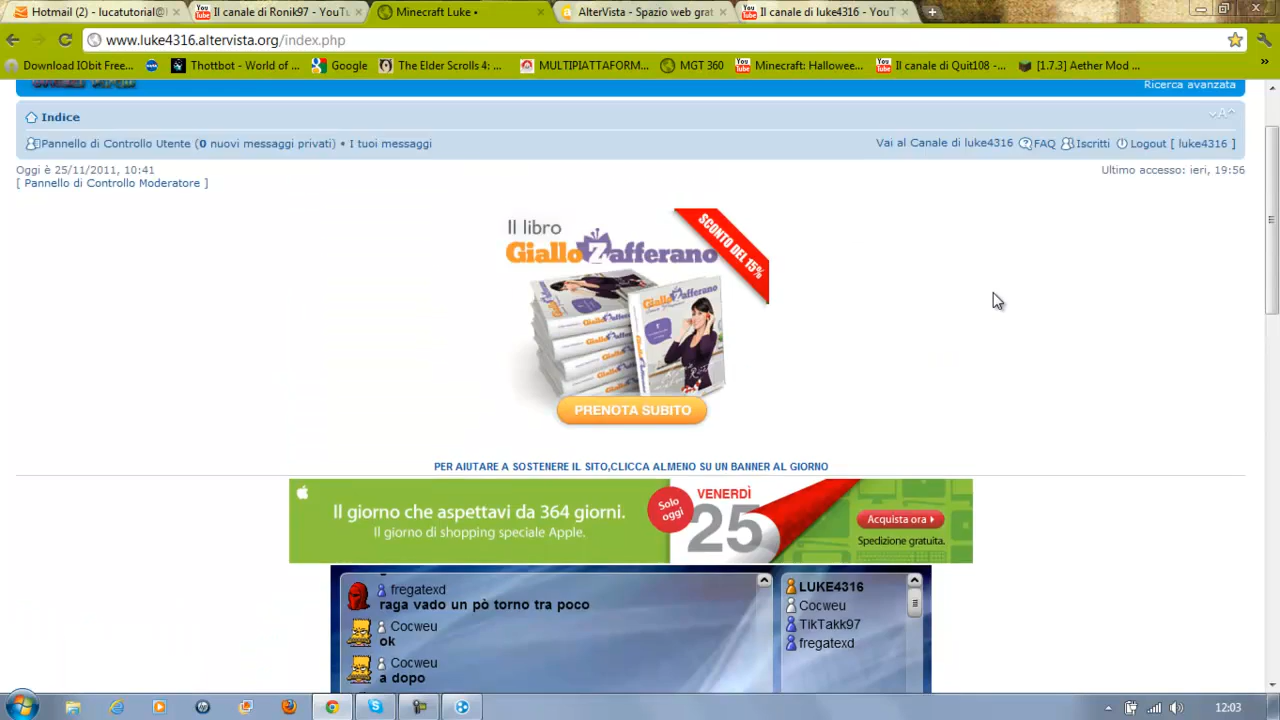 Hotmail (2) - lucatutorial@
Il canale di Ronik97 - YouTu
Minecraft Luke •
AlterVista - Spazio web grat
Il canale di luke4316 - YouT
www.luke4316.altervista.org/index.php
Download IObit Free...
Thottbot - World of ...
Google
The Elder Scrolls 4: ...
MULTIPIATTAFORM...
MGT 360
Minecraft: Hallowee...
Il canale di Quit108 - ...
[1.7.3] Aether Mod ...
Ricerca avanzata
Indice
Pannello di Controllo Utente (0 nuovi messaggi privati) • I tuoi messaggi
Vai al Canale di luke4316
FAQ
Iscritti
Logout [ luke4316 ]
Oggi è 25/11/2011, 10:41
Ultimo accesso: ieri, 19:56
[ Pannello di Controllo Moderatore ]
Il libro
GialloZafferano
SCONTO DEL 15%
GialloZafferano
PRENOTA SUBITO
PER AIUTARE A SOSTENERE IL SITO,CLICCA ALMENO SU UN BANNER AL GIORNO
Il giorno che aspettavi da 364 giorni.
Il giorno di shopping speciale Apple.
Solo oggi
VENERDÌ
25
Acquista ora
Spedizione gratuita.
fregatexd
raga vado un pò torno tra poco
Cocweu
ok
Cocweu
a dopo
LUKE4316
Cocweu
TikTakk97
fregatexd
12:03